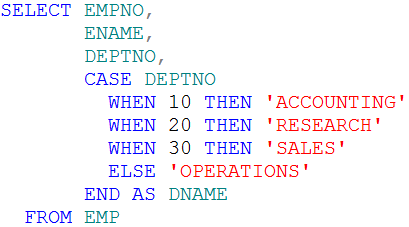 SELECT EMPNO,
       ENAME,
       DEPTNO,
       CASE DEPTNO
         WHEN 10 THEN 'ACCOUNTING'
         WHEN 20 THEN 'RESEARCH'
         WHEN 30 THEN 'SALES'
         ELSE 'OPERATIONS'
       END AS DNAME
  FROM EMP